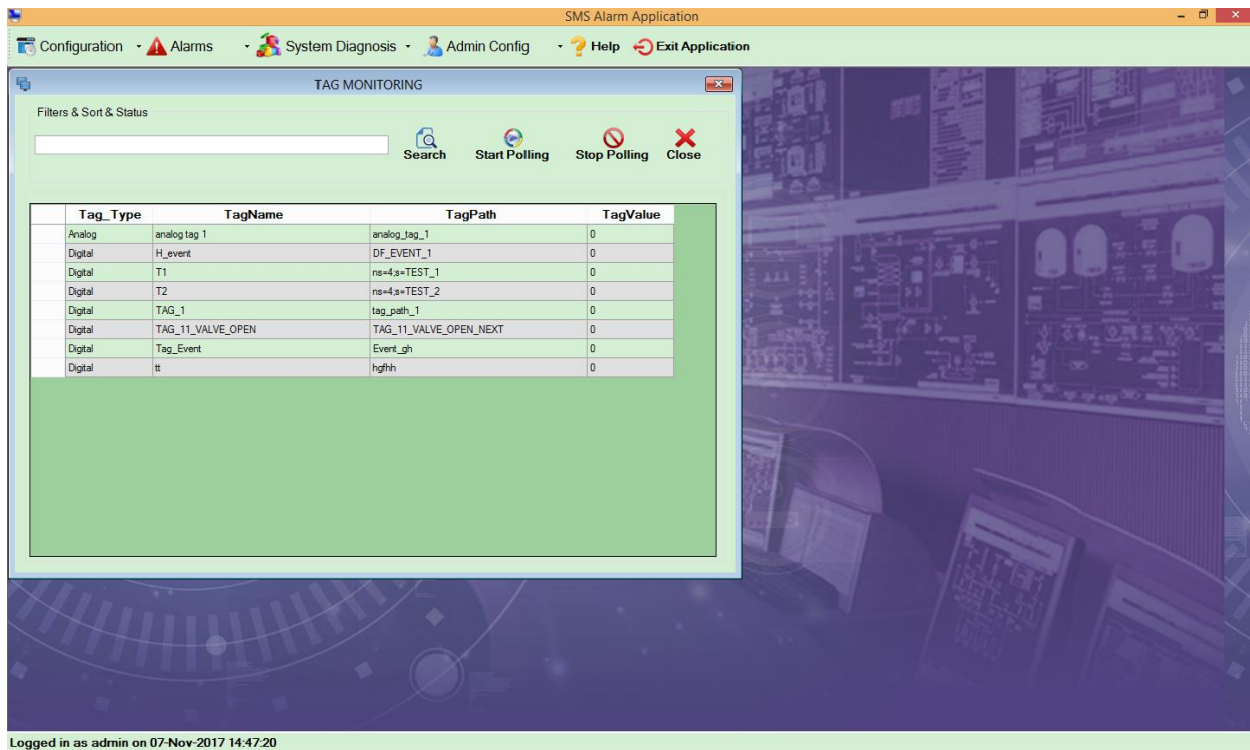 SMS Alarm Application
Configuration Alarms System Diagnosis Admin Config Help Exit Application
TAG MONITORING
Filters & Sort & Status
Search Start Polling Stop Polling Close
Tag_Type TagName TagPath TagValue
Analog analog tag 1 analog_tag_1 0
Digital H_event DF_EVENT_1 0
Digital T1 ns=4;s=TEST_1 0
Digital T2 ns=4;s=TEST_2 0
Digital TAG_1 tag_path_1 0
Digital TAG_11_VALVE_OPEN TAG_11_VALVE_OPEN_NEXT 0
Digital Tag_Event Event_gh 0
Digital tt hgfhh 0
Logged in as admin on 07-Nov-2017 14:47:20